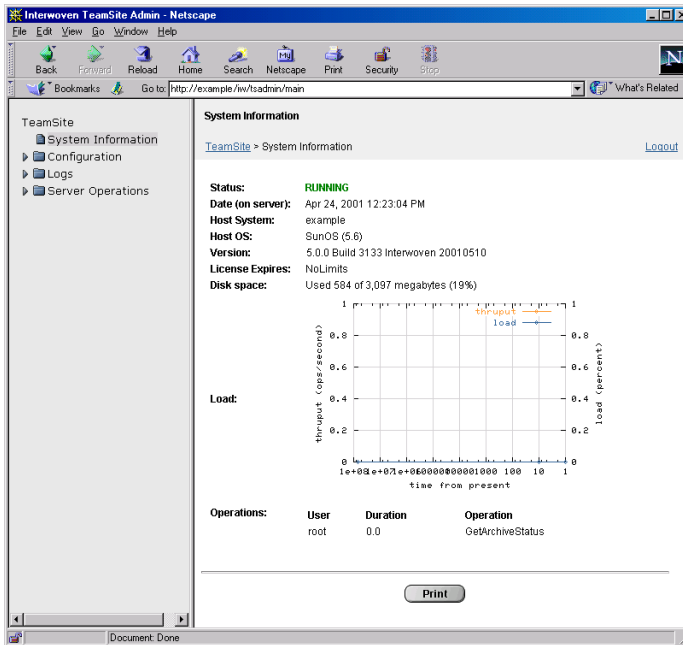 Interwoven TeamSite Admin - Netscape
File Edit View Go Window Help
Back Forward Reload Home Search Netscape Print Security Stop
My
N
Bookmarks Go to: http://example/iw/tsadmin/main What's Related
TeamSite
System Information
Configuration
Logs
Server Operations
System Information
TeamSite > System Information Logout
Status: RUNNING
Date (on server): Apr 24, 2001 12:23:04 PM
Host System: example
Host OS: SunOS (5.6)
Version: 5.0.0 Build 3133 Interwoven 20010510
License Expires: NoLimits
Disk space: Used 584 of 3,097 megabytes (19%)
Load:
thruput (ops/second)
1
0.8
0.6
0.4
0.2
0
thruput
load
1
0.8
0.6
0.4
0.2
0
load (percent)
1000 100 10 1
time from present
Operations: User Duration Operation
root 0.0 GetArchiveStatus
Print
Document: Done